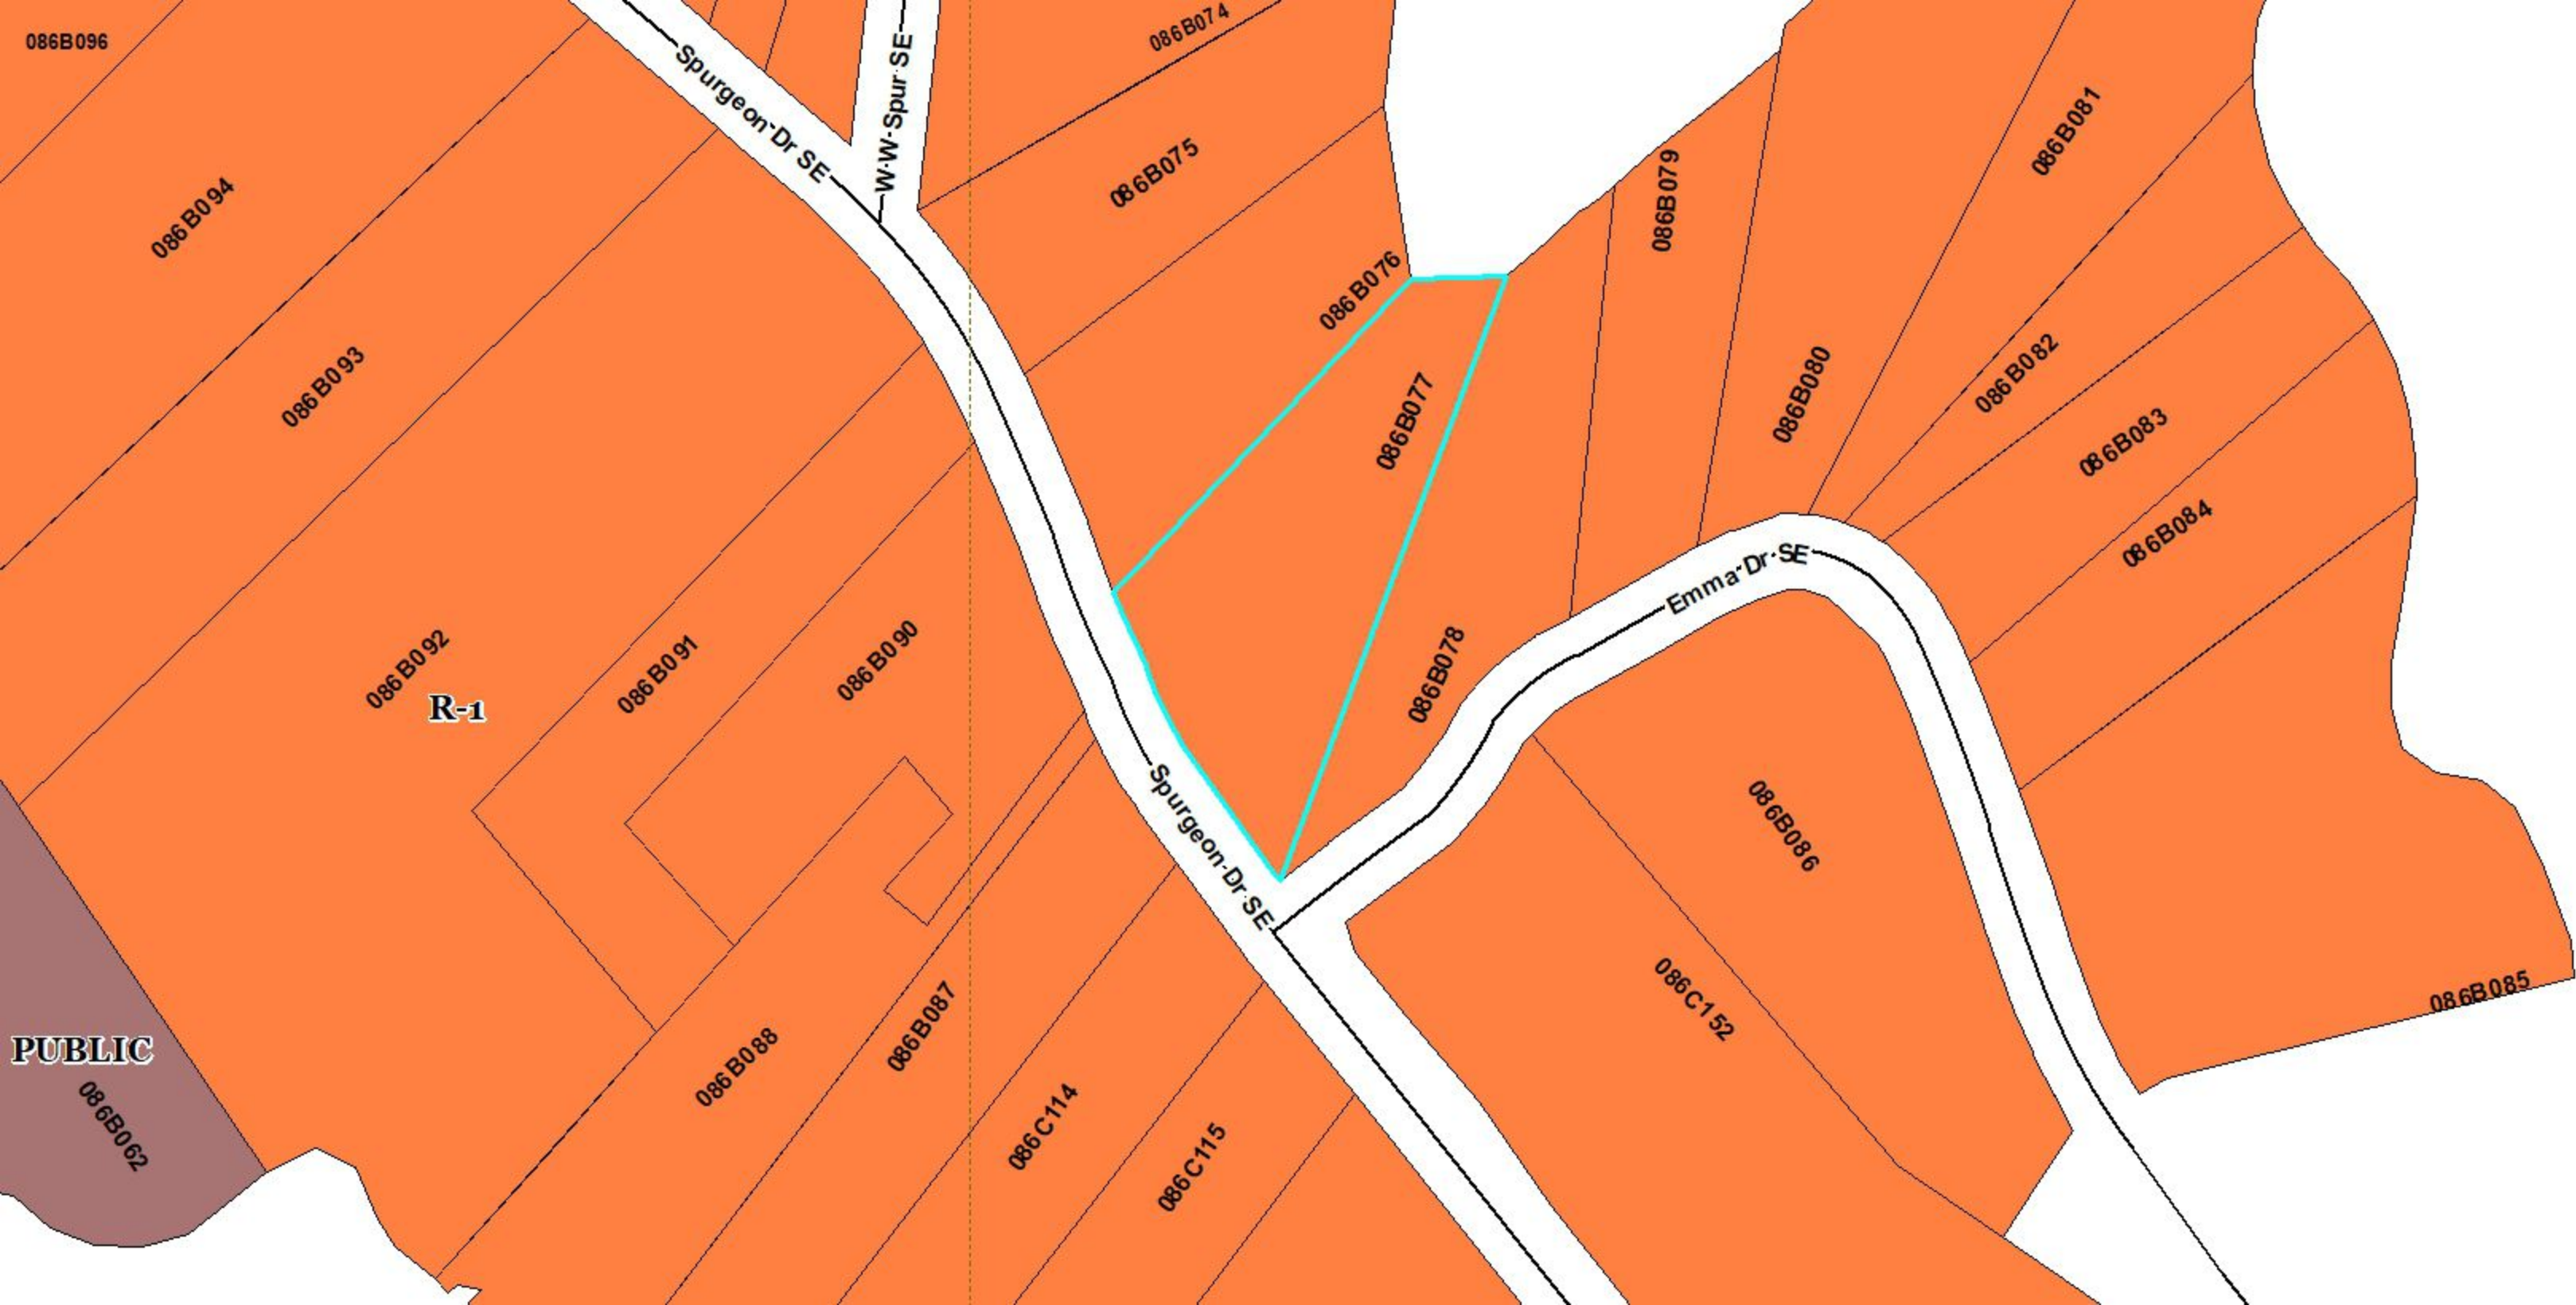 086B096
Spurgeon Dr SE
W W Spur SE
086B074
086B075
086B094
086B093
086B076
086B079
086B081
086B077
086B080
086B082
086B083
086B084
Emma Dr SE
086B092
R-1
086B091
086B090
086B078
Spurgeon Dr SE
086B086
086C152
086B085
086B088
086B087
PUBLIC
086B062
086C114
086C115